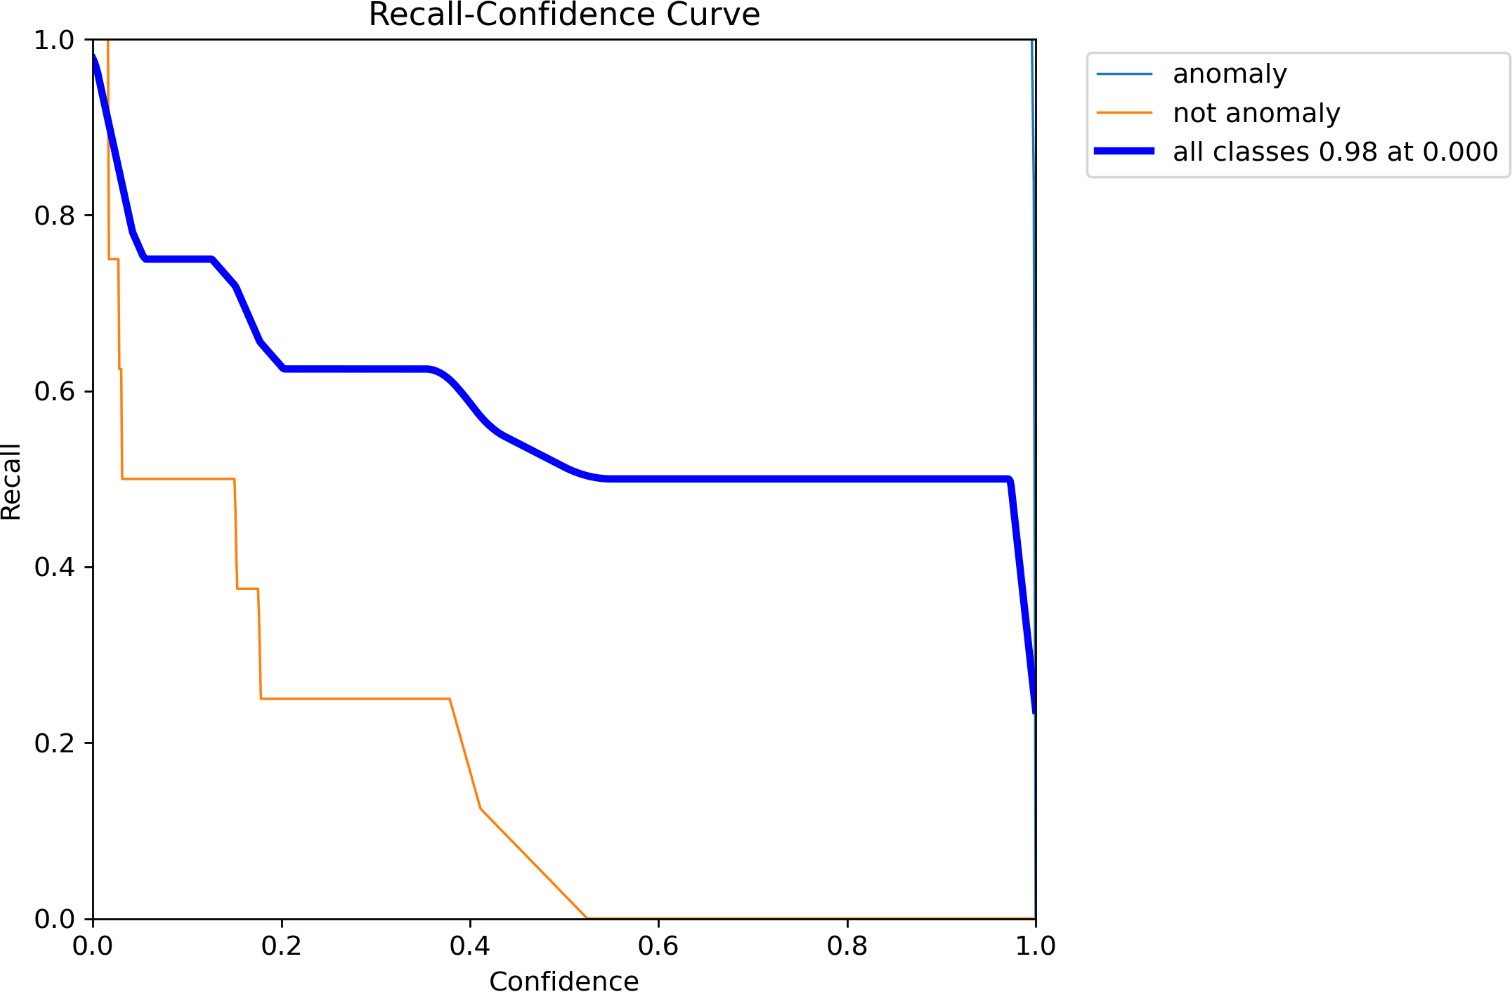 Recall-Confidence Curve
1.0
0.8
0.6
0.4
0.2
0.0
Recall
0.0 0.2 0.4 0.6 0.8 1.0
Confidence
anomaly
not anomaly
all classes 0.98 at 0.000